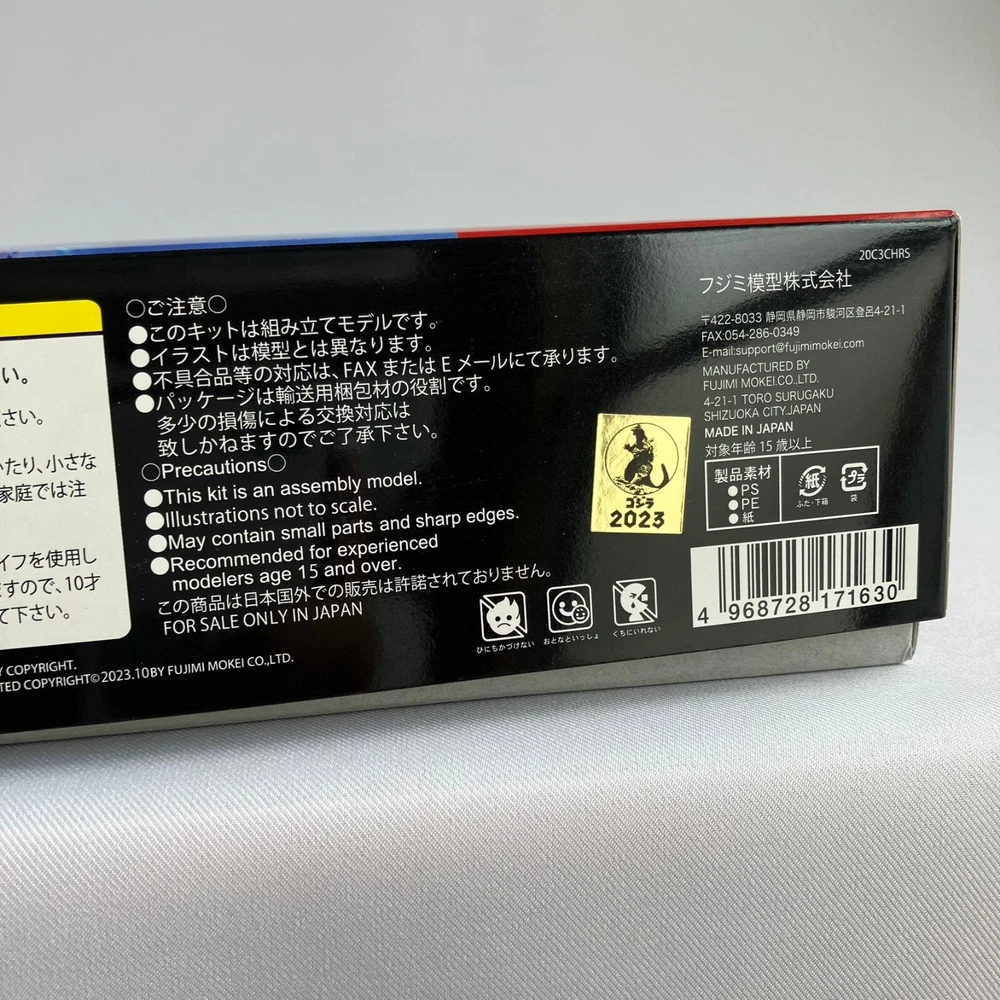 い。
ださい。
いたり、小さな
家庭では注
イフを使用し
ますので、10才
て下さい。
Y COPYRIGHT.
TED COPYRIGHT©2023.10BY FUJIMI MOKEI CO.,LTD.
〇ご注意〇
●このキットは組み立てモデルです。
●イラストは模型とは異なります。
●不具合品等の対応は、FAX または E メールにて承ります。
●パッケージは輸送用梱包材の役割です。
多少の損傷による交換対応は
致しかねますのでご了承下さい。
〇Precautions〇
●This kit is an assembly model.
●Illustrations not to scale.
●May contain small parts and sharp edges.
●Recommended for experienced
modelers age 15 and over.
この商品は日本国外での販売は許諾されておりません。
FOR SALE ONLY IN JAPAN
ひにちかづけない
おとなといっしょ
くちにいれない
ゴジラ
2023
20C3CHRS
フジミ模型株式会社
〒422-8033 静岡県静岡市駿河区登呂4-21-1
FAX:054-286-0349
E-mail:support@fujimimokei.com
MANUFACTURED BY
FUJIMI MOKEI.CO.,LTD.
4-21-1 TORO SURUGAKU
SHIZUOKA CITY.JAPAN
MADE IN JAPAN
対象年齢 15 歳以上
製品素材
●PS
●PE
●紙
紙
ふた・下箱
プラ
袋
4 968728 171630